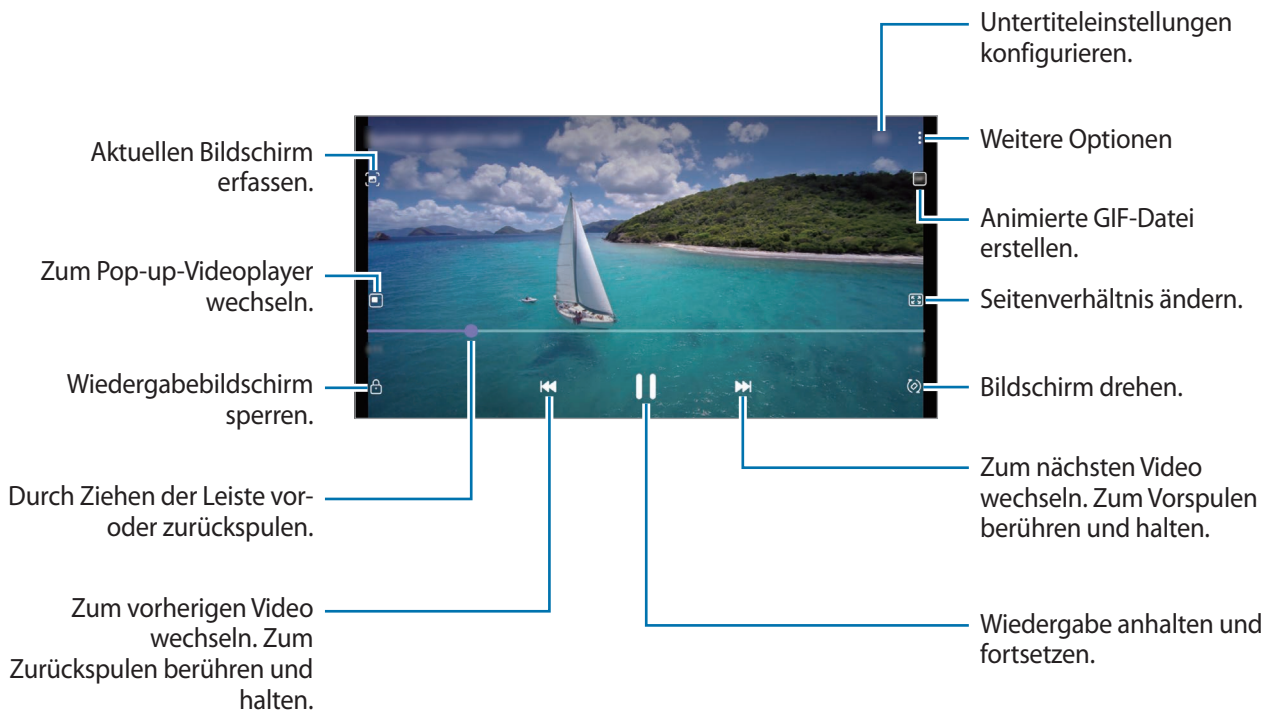 Untertiteleinstellungen
konfigurieren.
Aktuellen Bildschirm
erfassen.
Weitere Optionen
Animierte GIF-Datei
erstellen.
Zum Pop-up-Videoplayer
wechseln.
Seitenverhältnis ändern.
Wiedergabebildschirm
sperren.
Bildschirm drehen.
Durch Ziehen der Leiste vor-
oder zurückspulen.
Zum nächsten Video
wechseln. Zum Vorspulen
berühren und halten.
Zum vorherigen Video
wechseln. Zum
Zurückspulen berühren und
halten.
Wiedergabe anhalten und
fortsetzen.